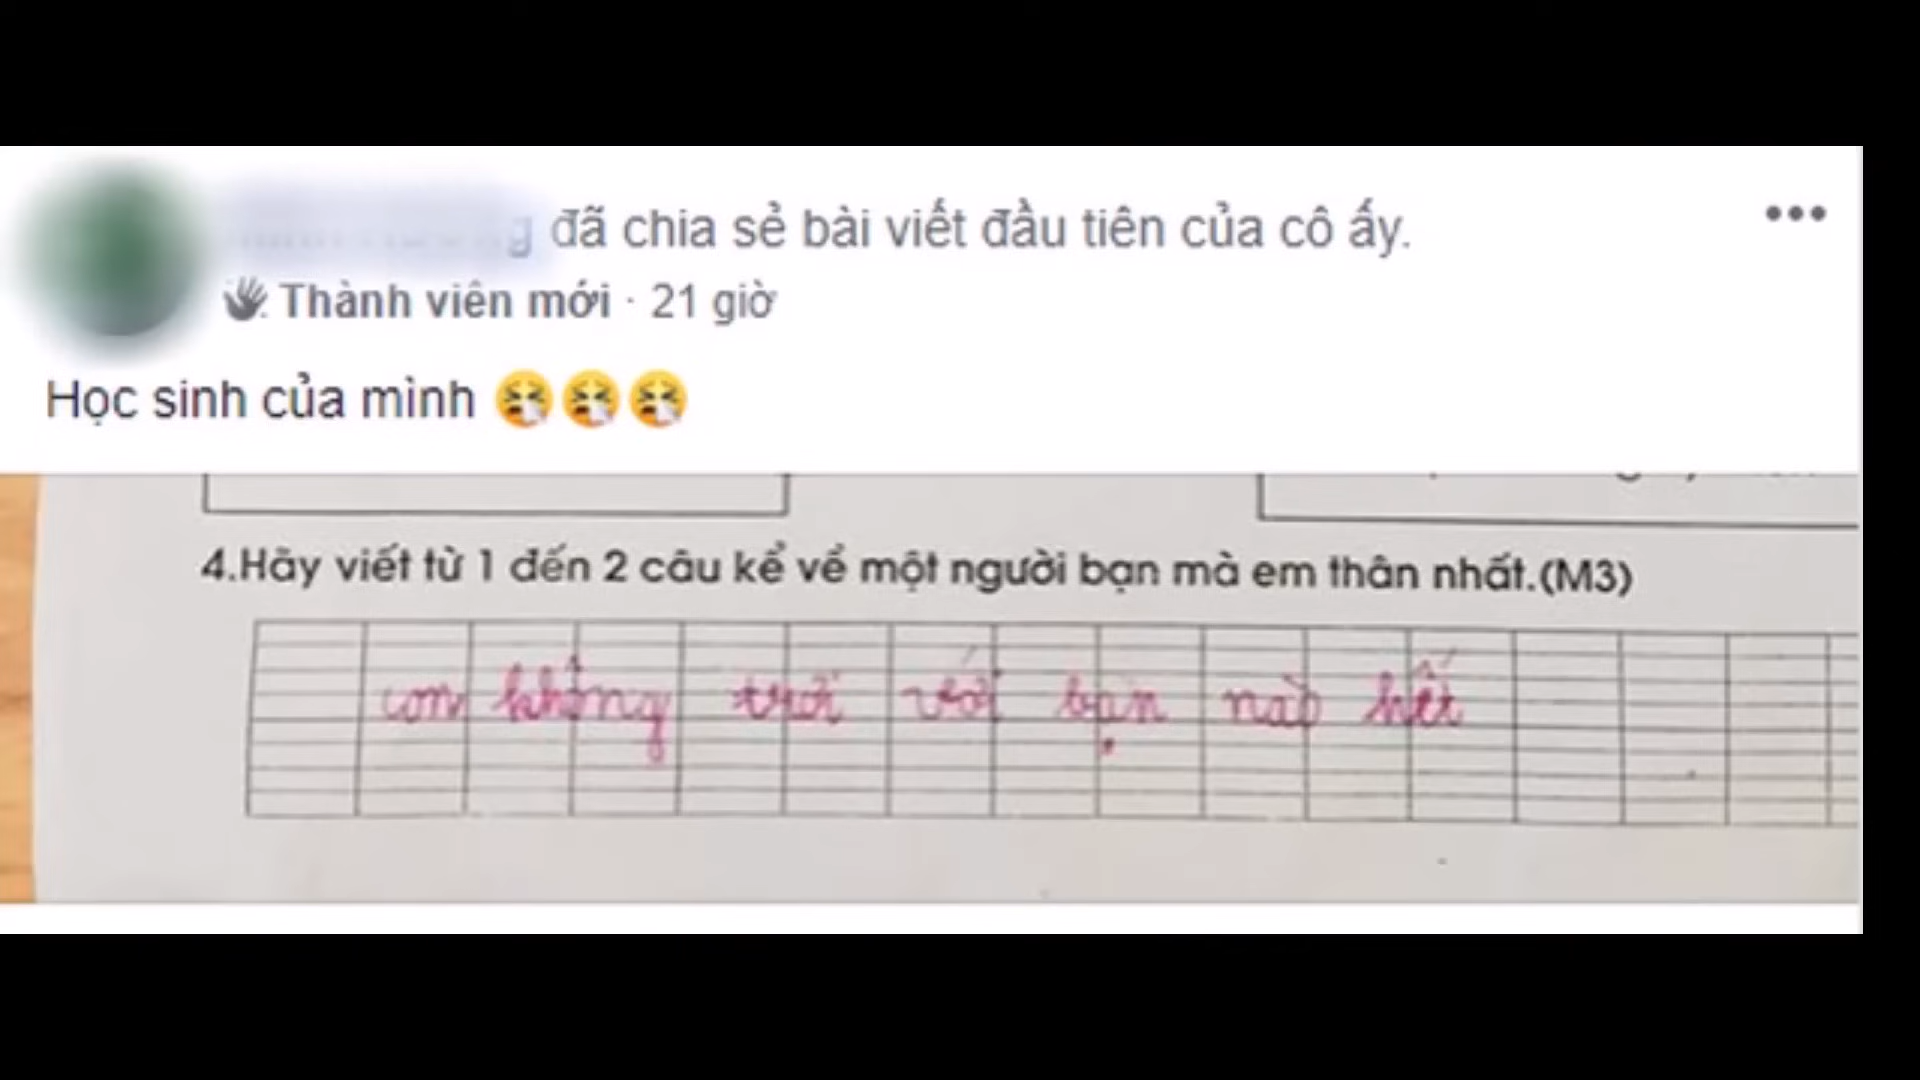 đã chia sẻ bài viết đầu tiên của cô ấy.
Thành viên mới · 21 giờ
Học sinh của mình 🤧🤧🤧
4.Hãy viết từ 1 đến 2 câu kể về một người bạn mà em thân nhất.(M3)
con không trơi với bạn nào hết